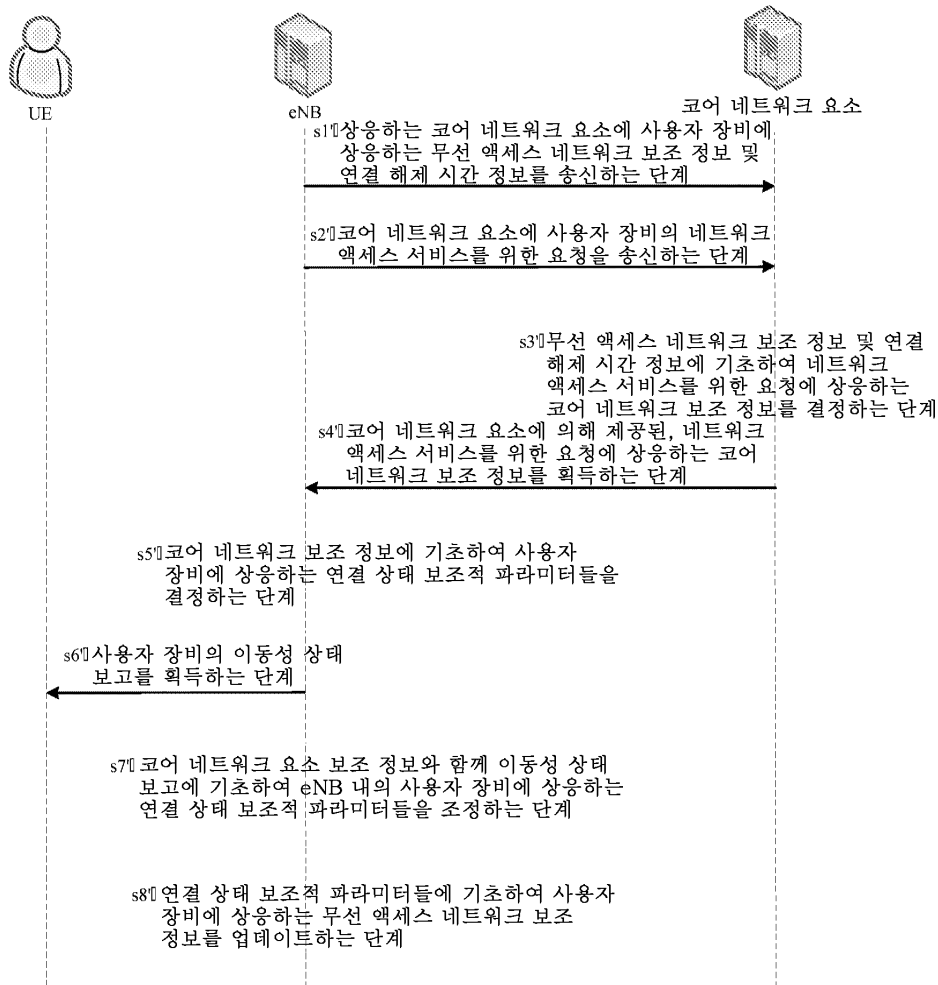 UE
eNB
코어 네트워크 요소
s1' 상응하는 코어 네트워크 요소에 사용자 장비에
상응하는 무선 액세스 네트워크 보조 정보 및
연결 해제 시간 정보를 송신하는 단계
s2' 코어 네트워크 요소에 사용자 장비의 네트워크
액세스 서비스를 위한 요청을 송신하는 단계
s3' 무선 액세스 네트워크 보조 정보 및 연결
해제 시간 정보에 기초하여 네트워크
액세스 서비스를 위한 요청에 상응하는
코어 네트워크 보조 정보를 결정하는 단계
s4' 코어 네트워크 요소에 의해 제공된, 네트워크
액세스 서비스를 위한 요청에 상응하는 코어
네트워크 보조 정보를 획득하는 단계
s5' 코어 네트워크 보조 정보에 기초하여 사용자
장비에 상응하는 연결 상태 보조적 파라미터들을
결정하는 단계
s6' 사용자 장비의 이동성 상태
보고를 획득하는 단계
s7' 코어 네트워크 요소 보조 정보와 함께 이동성 상태
보고에 기초하여 eNB 내의 사용자 장비에 상응하는
연결 상태 보조적 파라미터들을 조정하는 단계
s8' 연결 상태 보조적 파라미터들에 기초하여 사용자
장비에 상응하는 무선 액세스 네트워크 보조
정보를 업데이트하는 단계